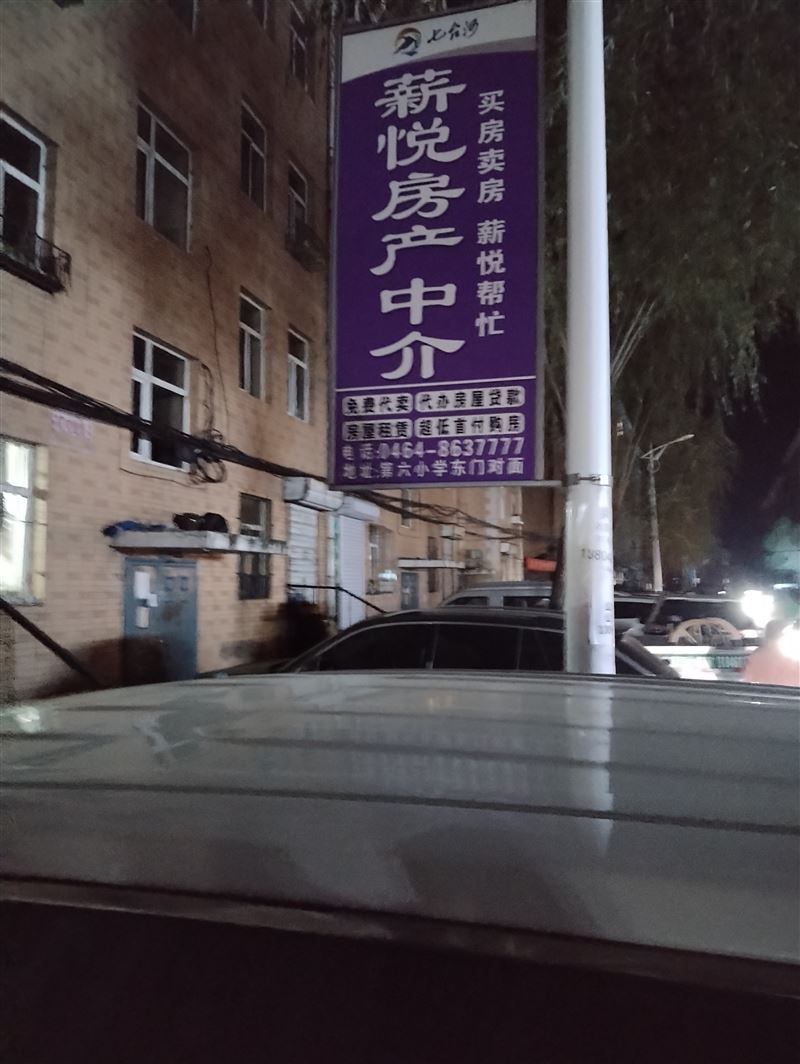 七台河
薪悦房产中介
买房卖房 薪悦帮忙
免费代卖 代办房屋贷款
房屋租赁 超低首付购房
电话:0464-8637777
地址:第六小学东门对面